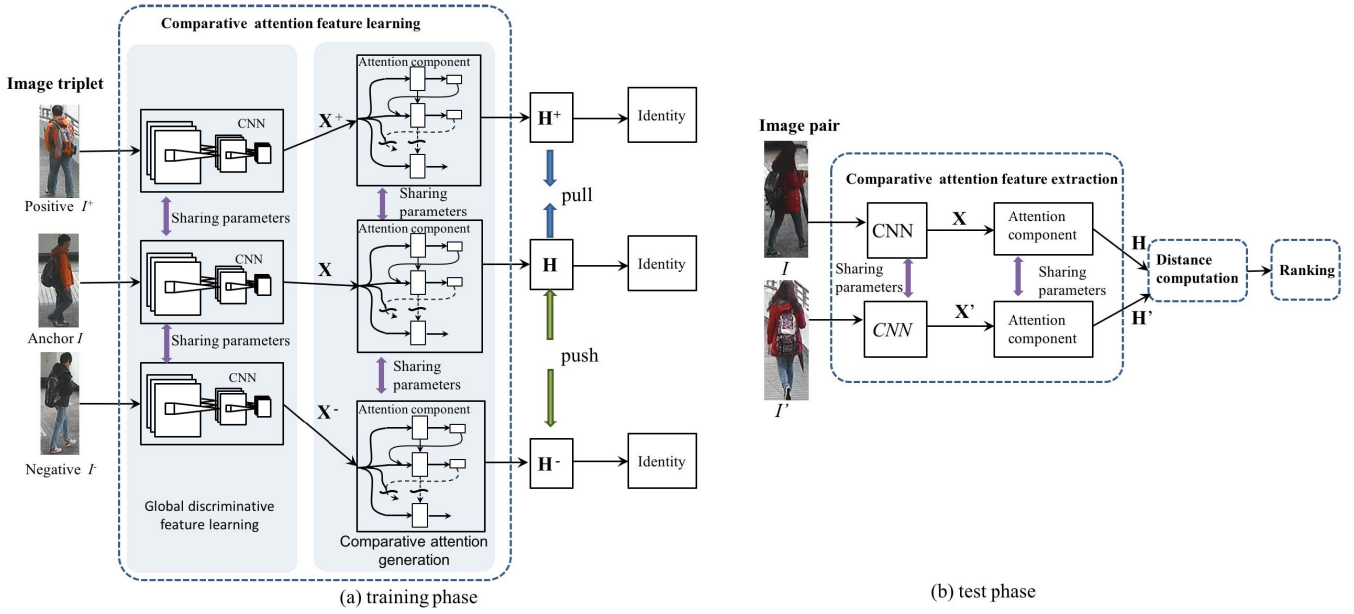 Comparative attention feature learning
Image triplet
Positive I⁺
Anchor I
Negative I⁻
CNN
Sharing parameters
CNN
Sharing parameters
CNN
Global discriminative
feature learning
X⁺
X
X⁻
Attention component
Sharing
parameters
Attention component
Sharing
parameters
Attention component
Comparative attention
generation
H⁺
Identity
pull
H
Identity
push
H⁻
Identity
(a) training phase
Image pair
I
I'
Comparative attention feature extraction
CNN
X
Attention
component
Sharing
parameters
Sharing
parameters
CNN
X'
Attention
component
H
H'
Distance
computation
Ranking
(b) test phase